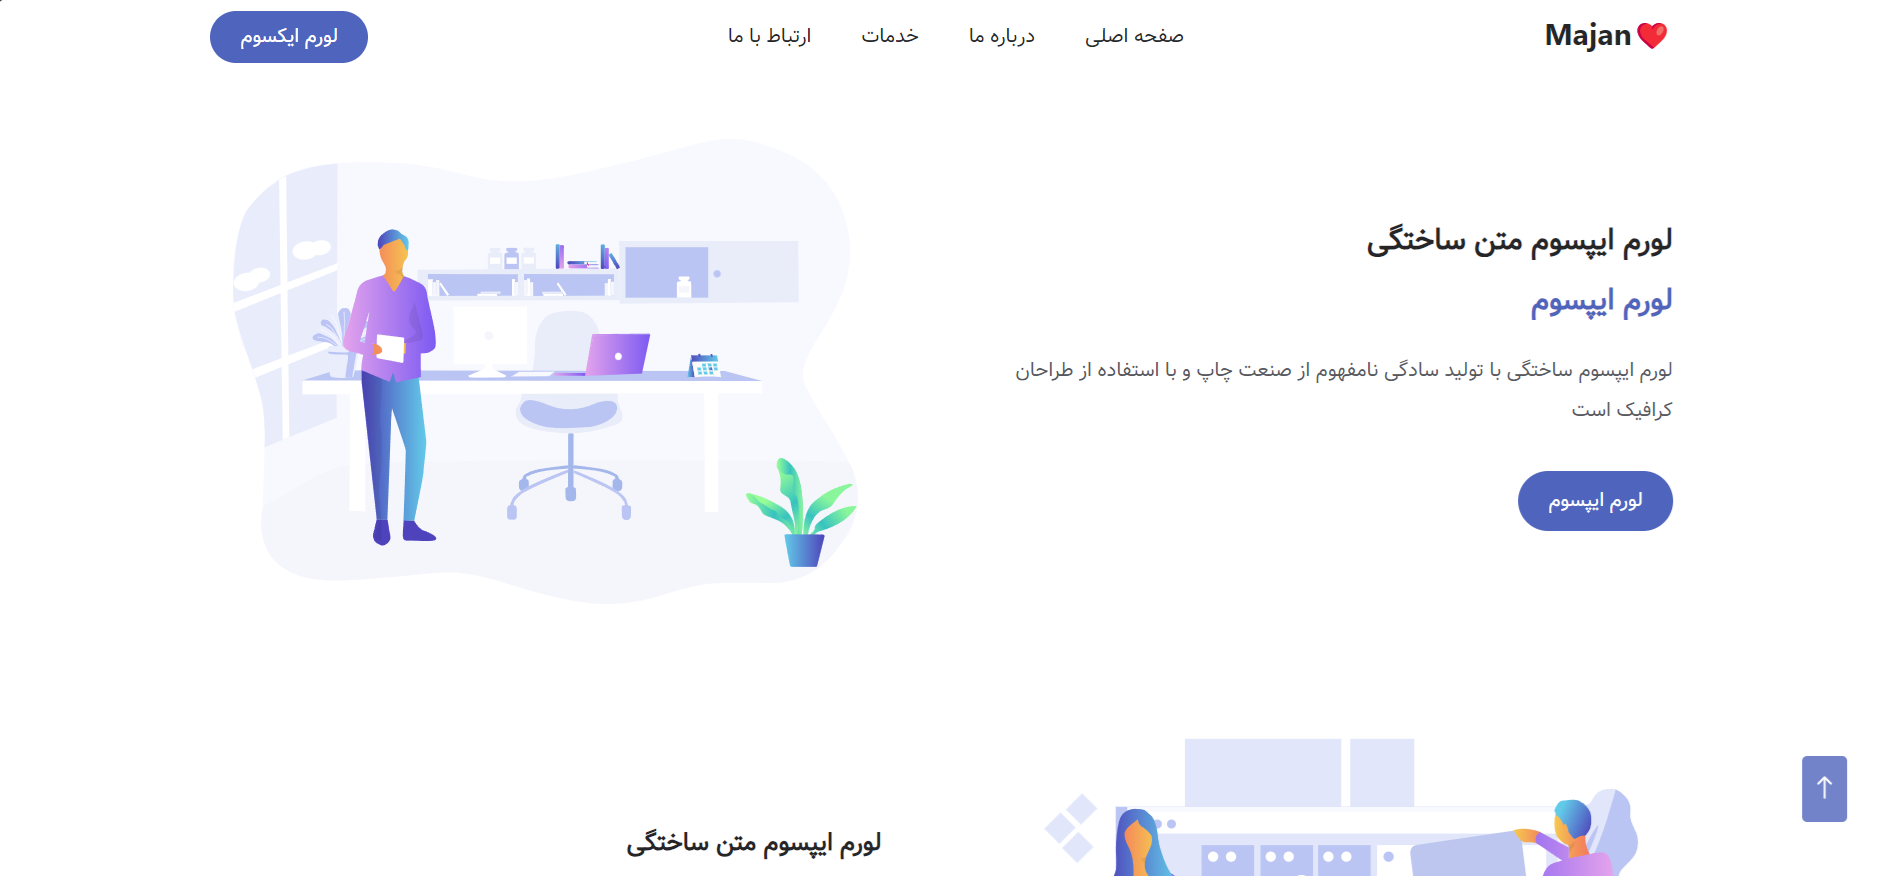 Majan
صفحه اصلی
درباره ما
خدمات
ارتباط با ما
لورم ایکسوم
لورم ایپسوم متن ساختگی
لورم ایپسوم
لورم ایپسوم ساختگی با تولید سادگی نامفهوم از صنعت چاپ و با استفاده از طراحان
کرافیک است
لورم ایپسوم
لورم ایپسوم متن ساختگی